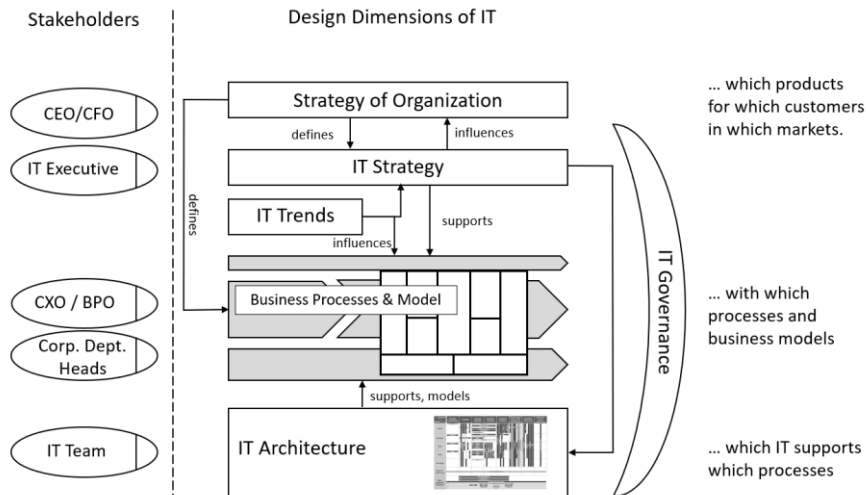 Stakeholders
Design Dimensions of IT
CEO/CFO
Strategy of Organization
… which products
for which customers
in which markets.
defines
influences
IT Executive
IT Strategy
defines
IT Trends
supports
influences
IT Governance
CXO / BPO
Business Processes & Model
… with which
processes and
business models
Corp. Dept.
Heads
supports, models
IT Team
IT Architecture
… which IT supports
which processes